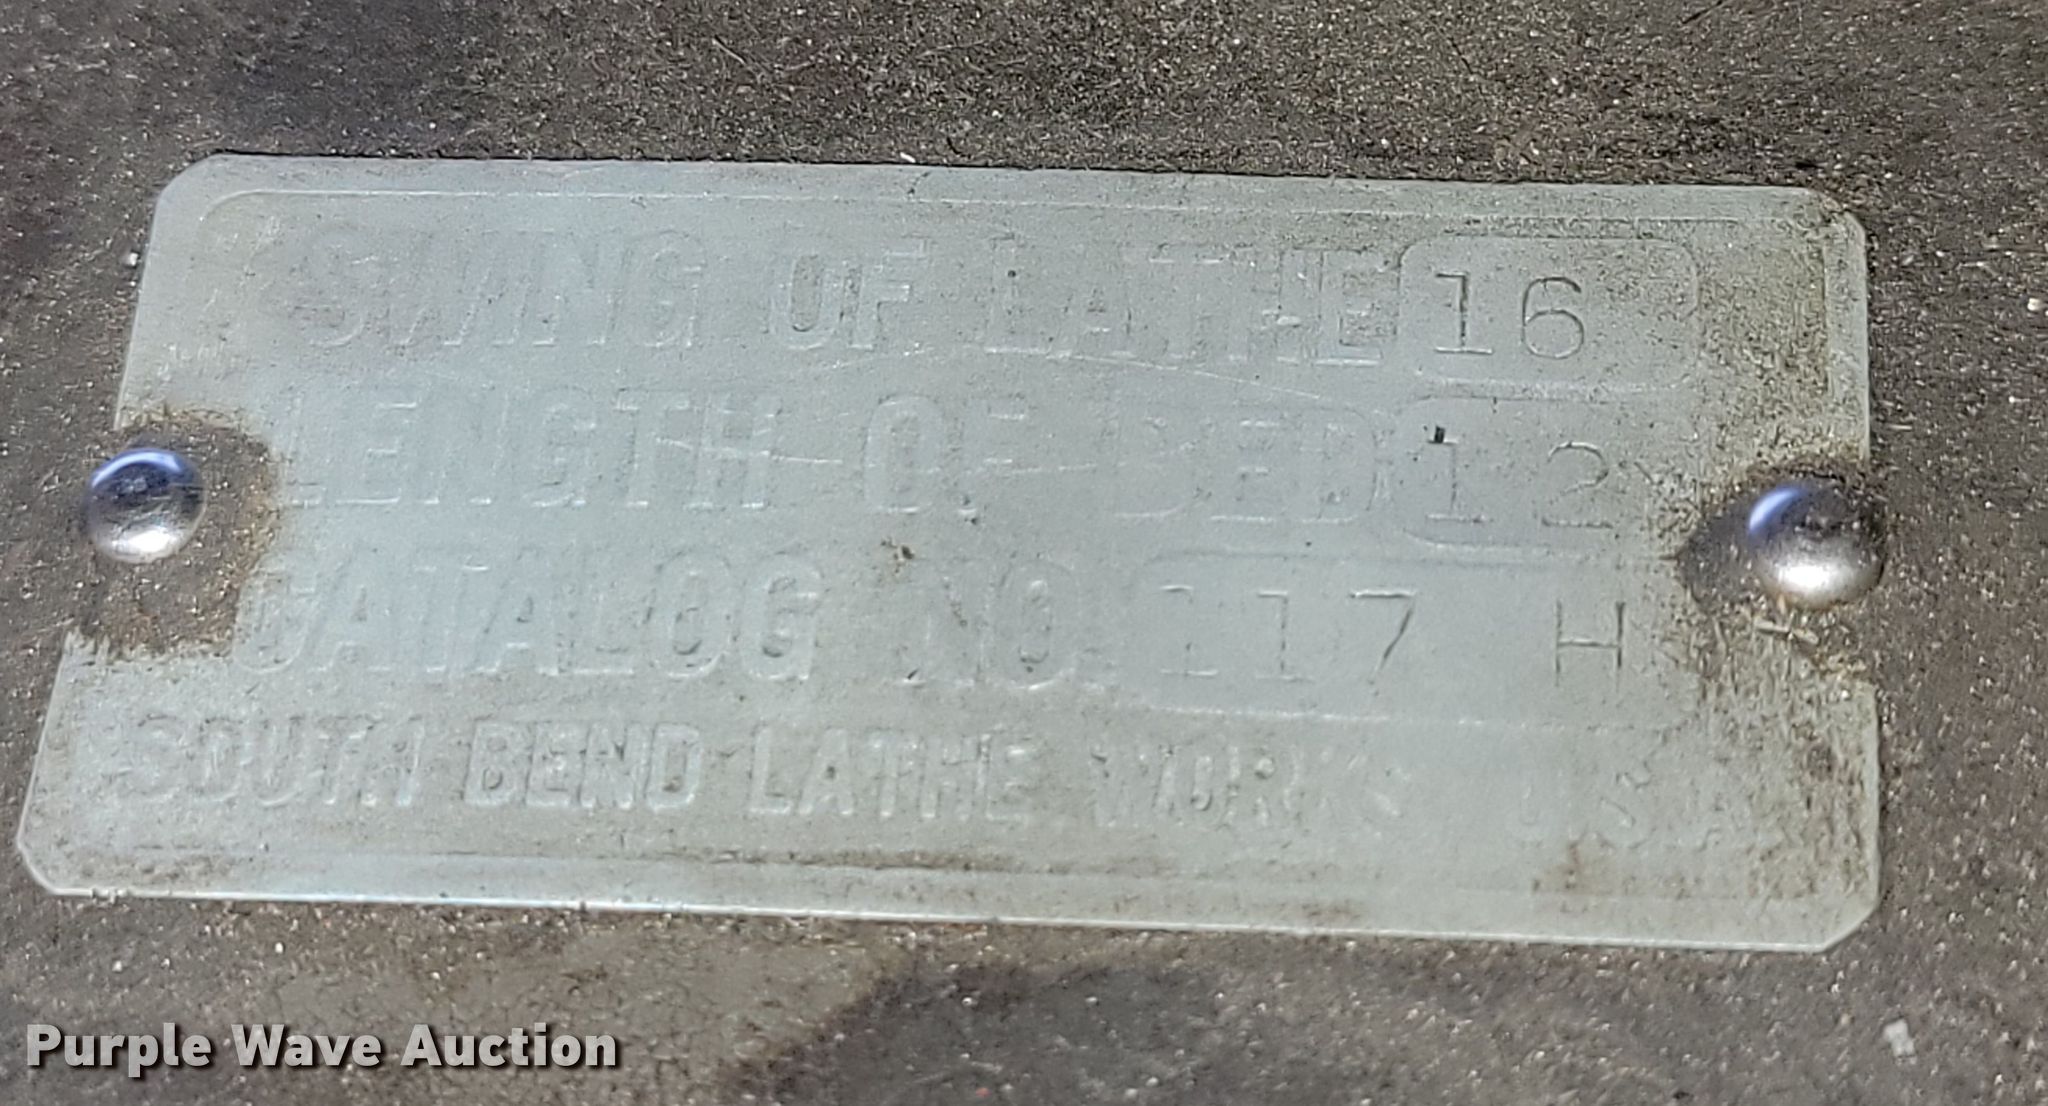 SWING OF LATHE 16
LENGTH OF BED 12
CATALOG NO. 117 H
SOUTH BEND LATHE WORKS U.S.A.
Purple Wave Auction